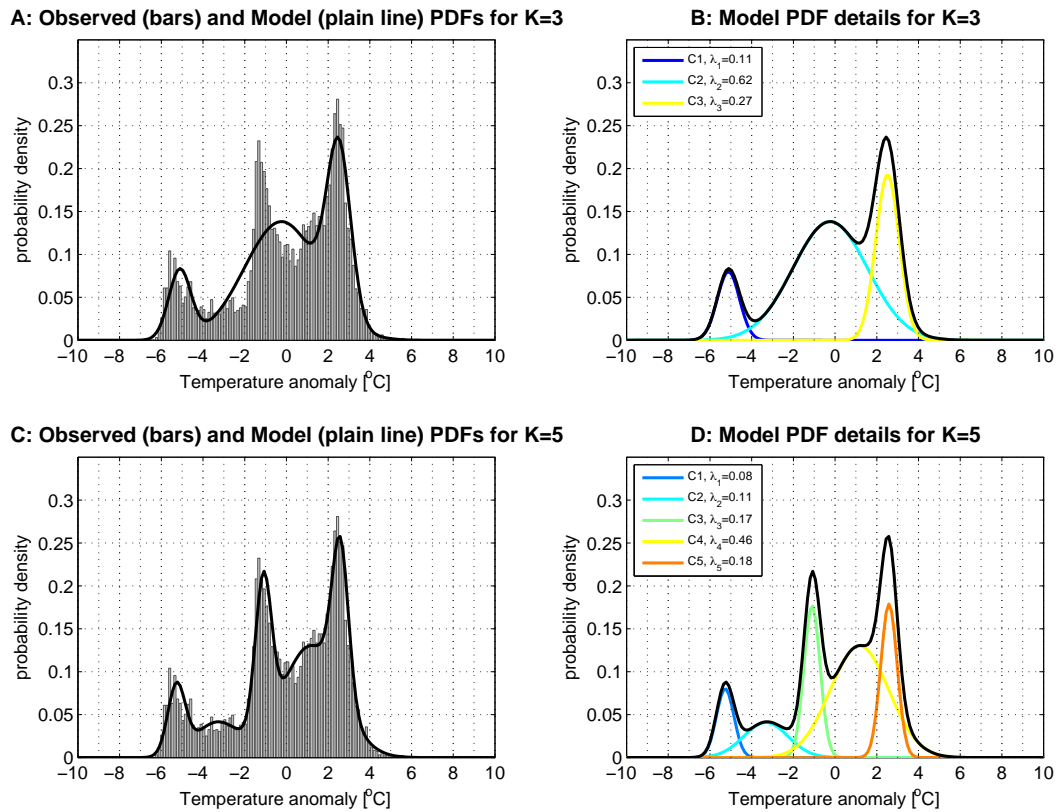 A: Observed (bars) and Model (plain line) PDFs for K=3
0.3
0.25
0.2
0.15
0.1
0.05
0
probability density
−10 −8 −6 −4 −2 0 2 4 6 8 10
Temperature anomaly [°C]
B: Model PDF details for K=3
C1, λ1=0.11
C2, λ2=0.62
C3, λ3=0.27
0.3
0.25
0.2
0.15
0.1
0.05
0
probability density
−10 −8 −6 −4 −2 0 2 4 6 8 10
Temperature anomaly [°C]
C: Observed (bars) and Model (plain line) PDFs for K=5
0.3
0.25
0.2
0.15
0.1
0.05
0
probability density
−10 −8 −6 −4 −2 0 2 4 6 8 10
Temperature anomaly [°C]
D: Model PDF details for K=5
C1, λ1=0.08
C2, λ2=0.11
C3, λ3=0.17
C4, λ4=0.46
C5, λ5=0.18
0.3
0.25
0.2
0.15
0.1
0.05
0
probability density
−10 −8 −6 −4 −2 0 2 4 6 8 10
Temperature anomaly [°C]